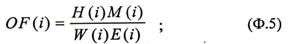 OF(i) = H(i)M(i) / W(i)E(i) ; (Ф.5)